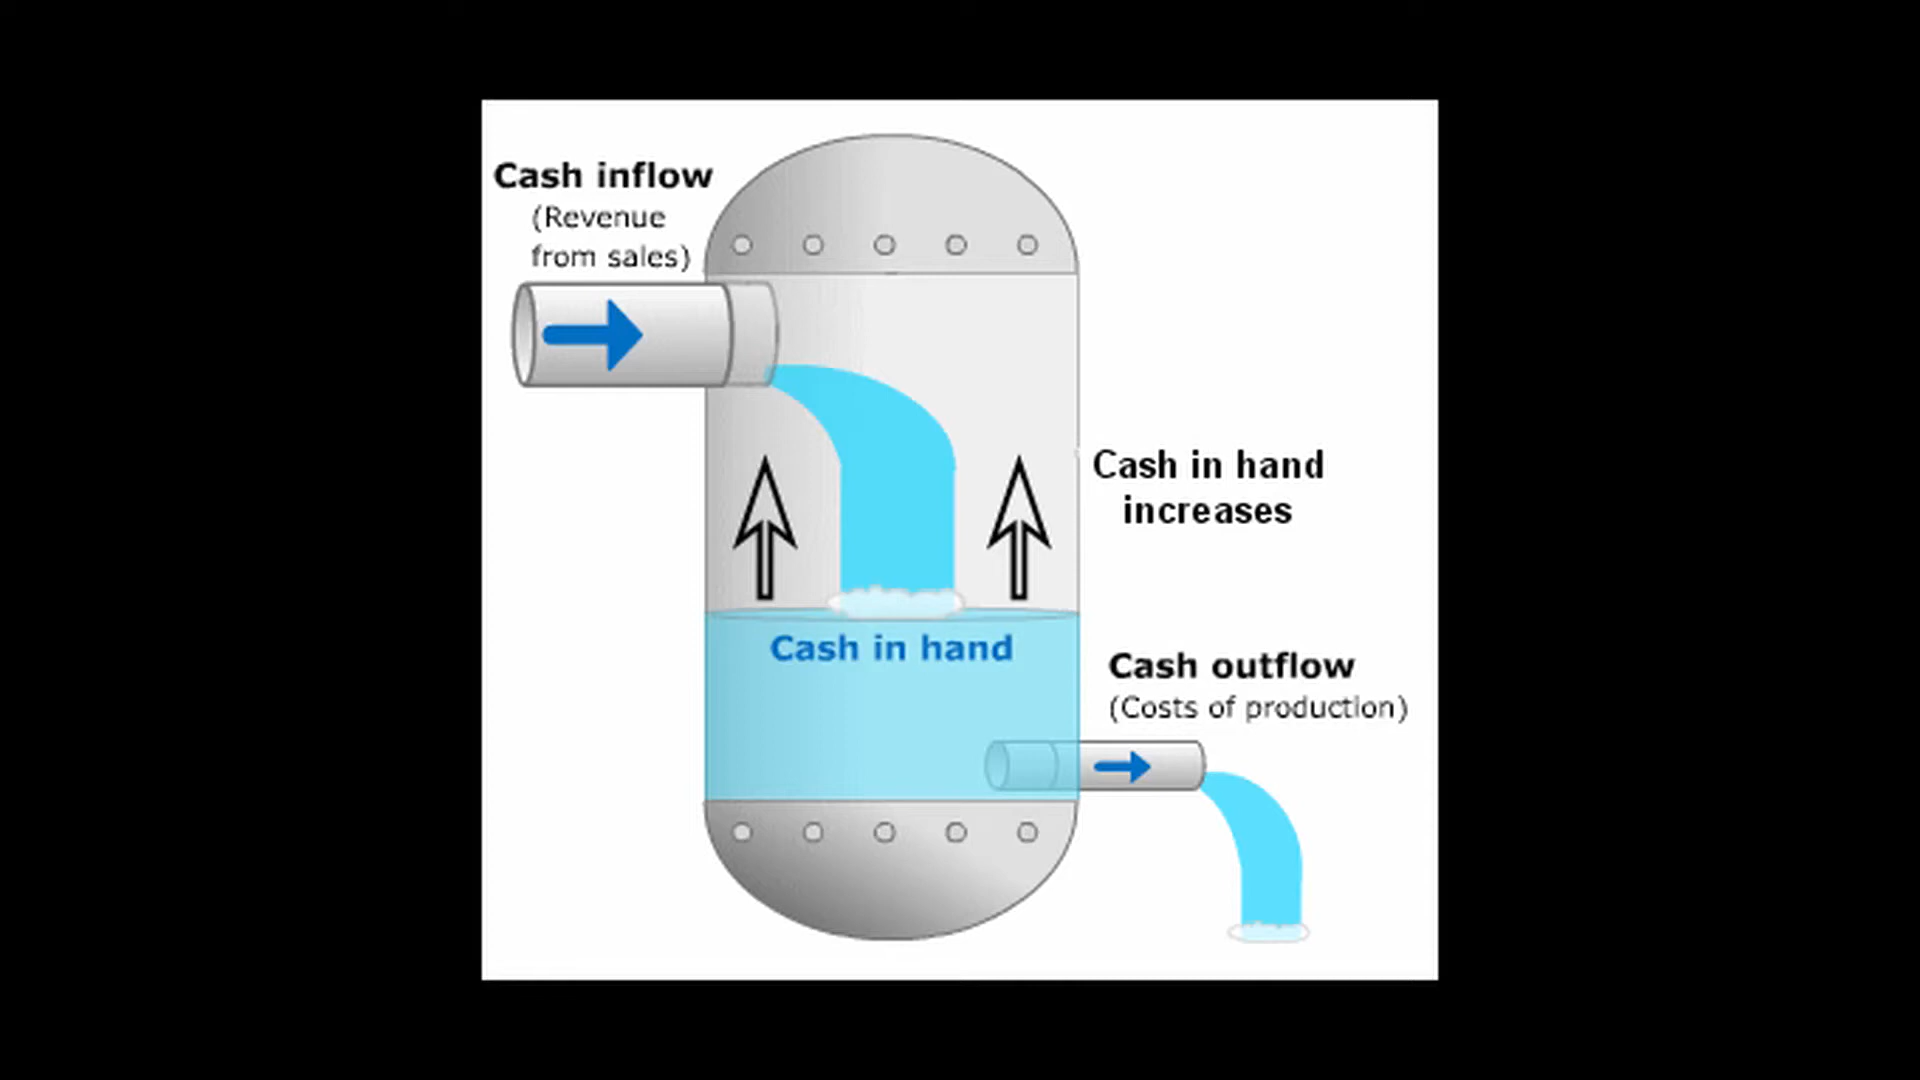 Cash inflow
(Revenue
from sales)
Cash in hand
increases
Cash in hand
Cash outflow
(Costs of production)